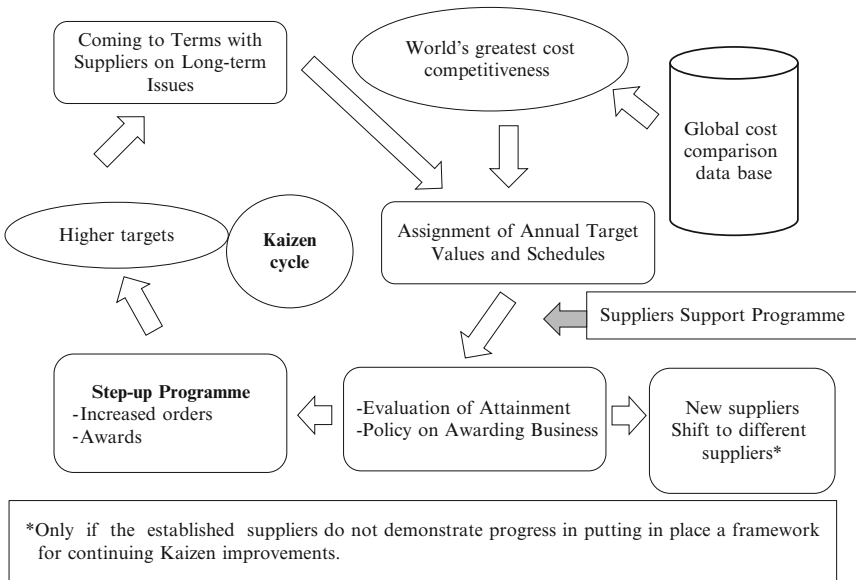 Coming to Terms with
Suppliers on Long-term
Issues
World's greatest cost
competitiveness
Global cost
comparison
data base
Higher targets
Kaizen
cycle
Assignment of Annual Target
Values and Schedules
Suppliers Support Programme
Step-up Programme
-Increased orders
-Awards
-Evaluation of Attainment
-Policy on Awarding Business
New suppliers
Shift to different
suppliers*
*Only if the established suppliers do not demonstrate progress in putting in place a framework
for continuing Kaizen improvements.